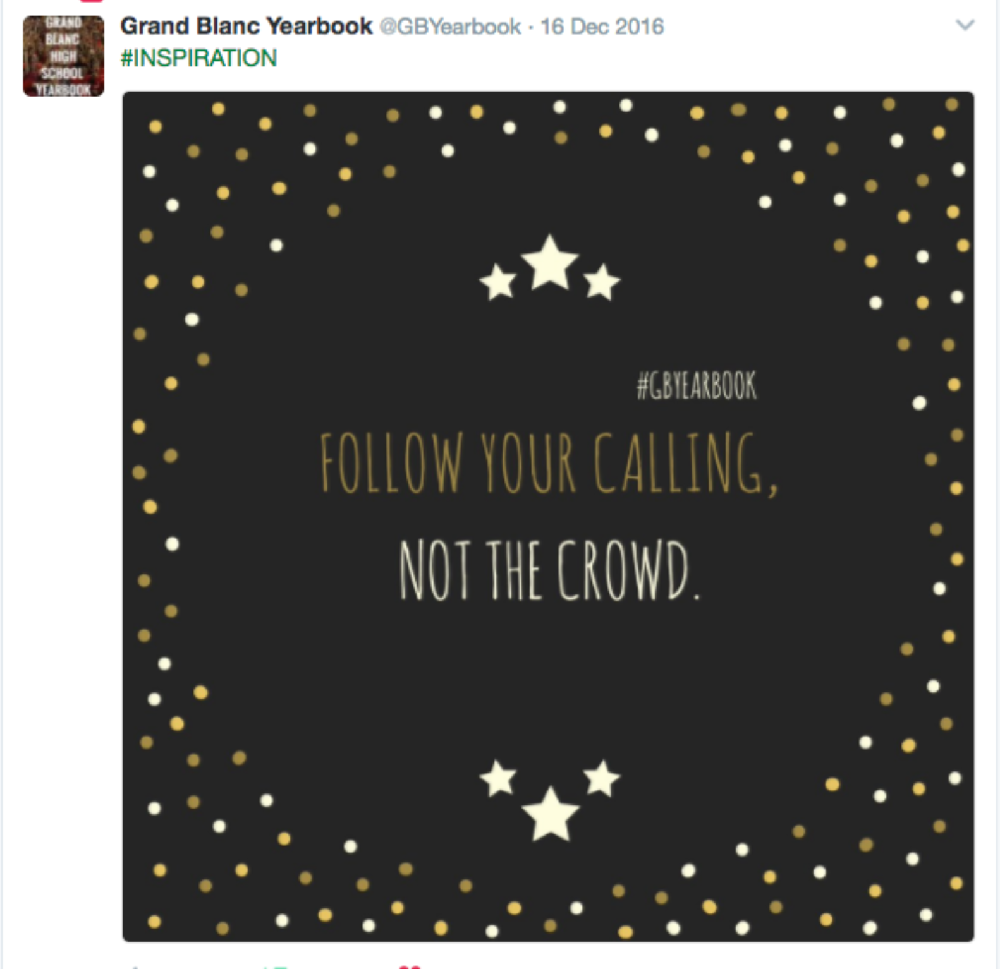 GRAND
BLANC
HIGH
SCHOOL
YEARBOOK
Grand Blanc Yearbook @GBYearbook · 16 Dec 2016
#INSPIRATION
#GBYEARBOOK
FOLLOW YOUR CALLING,
NOT THE CROWD.